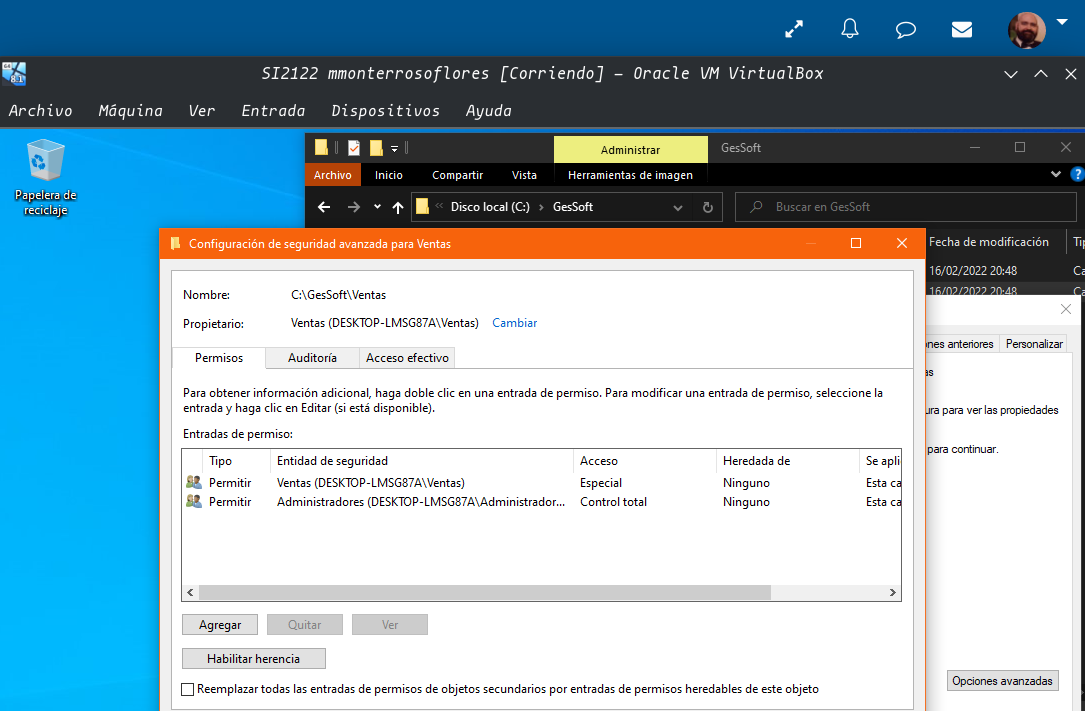 SI2122 mmonterrosoflores [Corriendo] – Oracle VM VirtualBox
Archivo Máquina Ver Entrada Dispositivos Ayuda
Papelera de
reciclaje
Administrar GesSoft
Archivo Inicio Compartir Vista Herramientas de imagen
Disco local (C:) GesSoft Buscar en GesSoft
Fecha de modificación
16/02/2022 20:48
16/02/2022 20:48
Configuración de seguridad avanzada para Ventas
Nombre: C:\GesSoft\Ventas
Propietario: Ventas (DESKTOP-LMSG87A\Ventas) Cambiar
Permisos Auditoría Acceso efectivo
Para obtener información adicional, haga doble clic en una entrada de permiso. Para modificar una entrada de permiso, seleccione la
entrada y haga clic en Editar (si está disponible).
Entradas de permiso:
Tipo Entidad de seguridad Acceso Heredada de Se apli
Permitir Ventas (DESKTOP-LMSG87A\Ventas) Especial Ninguno Esta ca
Permitir Administradores (DESKTOP-LMSG87A\Administrador... Control total Ninguno Esta ca
Agregar Quitar Ver
Habilitar herencia
Reemplazar todas las entradas de permisos de objetos secundarios por entradas de permisos heredables de este objeto
nes anteriores Personalizar
as
ura para ver las propiedades
para continuar.
Opciones avanzadas